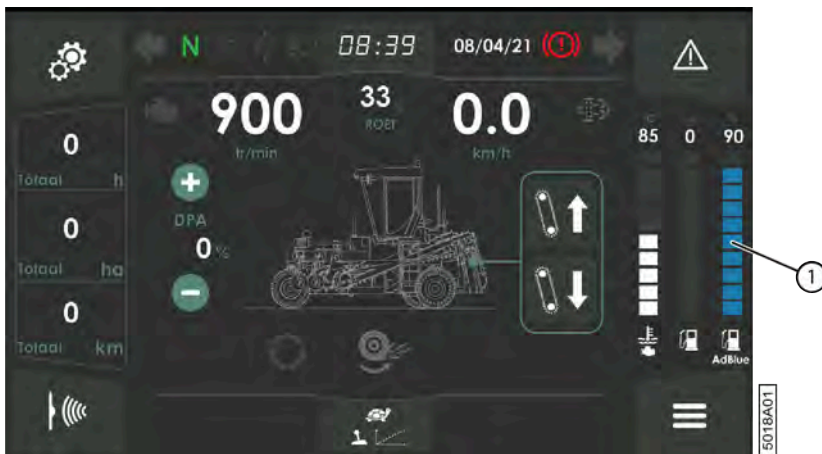 N 08:39 08/04/21
900 33 0.0
ROET
tr/min km/h
85 0 90
0
Totaal h
0
Totaal ha
0
Totaal km
DPA
0 %
AdBlue
1
5018A01